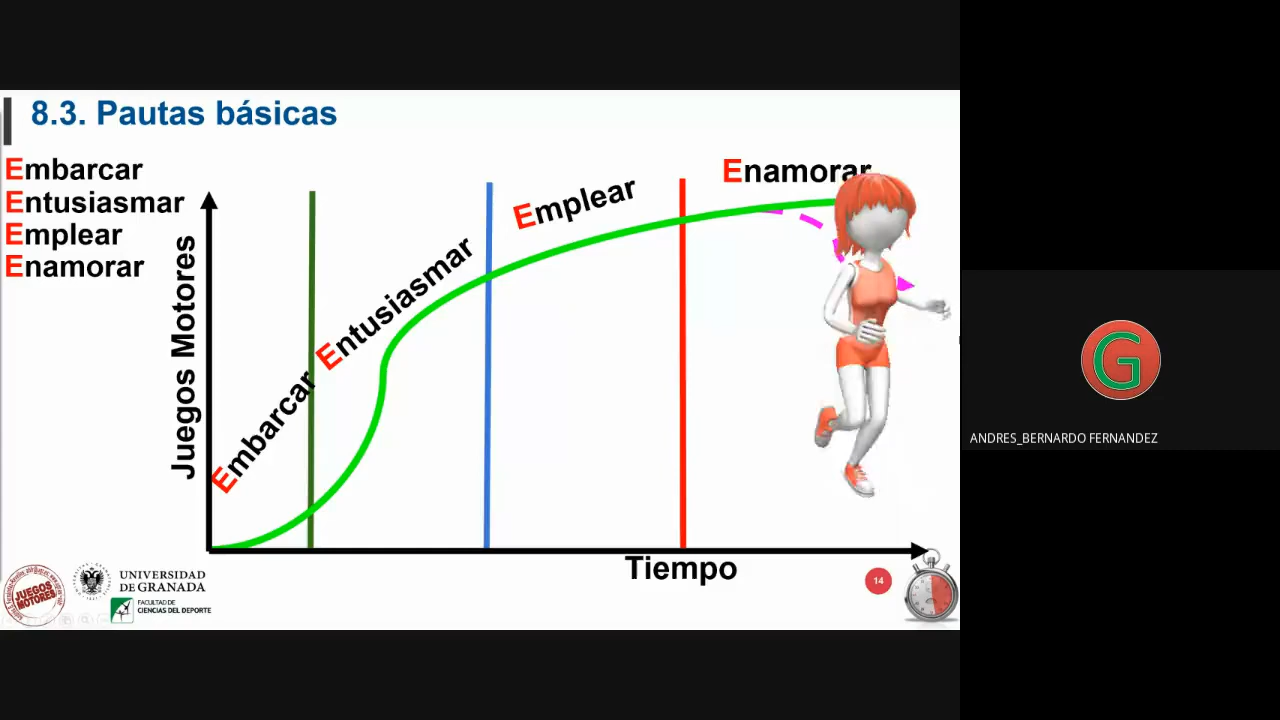 8.3. Pautas básicas
Embarcar
Entusiasmar
Emplear
Enamorar
Juegos Motores
Embarcar
Entusiasmar
Emplear
Enamorar
Tiempo
14
JUEGOS
MOTORES
UNIVERSIDAD
DE GRANADA
FACULTAD DE
CIENCIAS DEL DEPORTE
G
ANDRES_BERNARDO FERNANDEZ